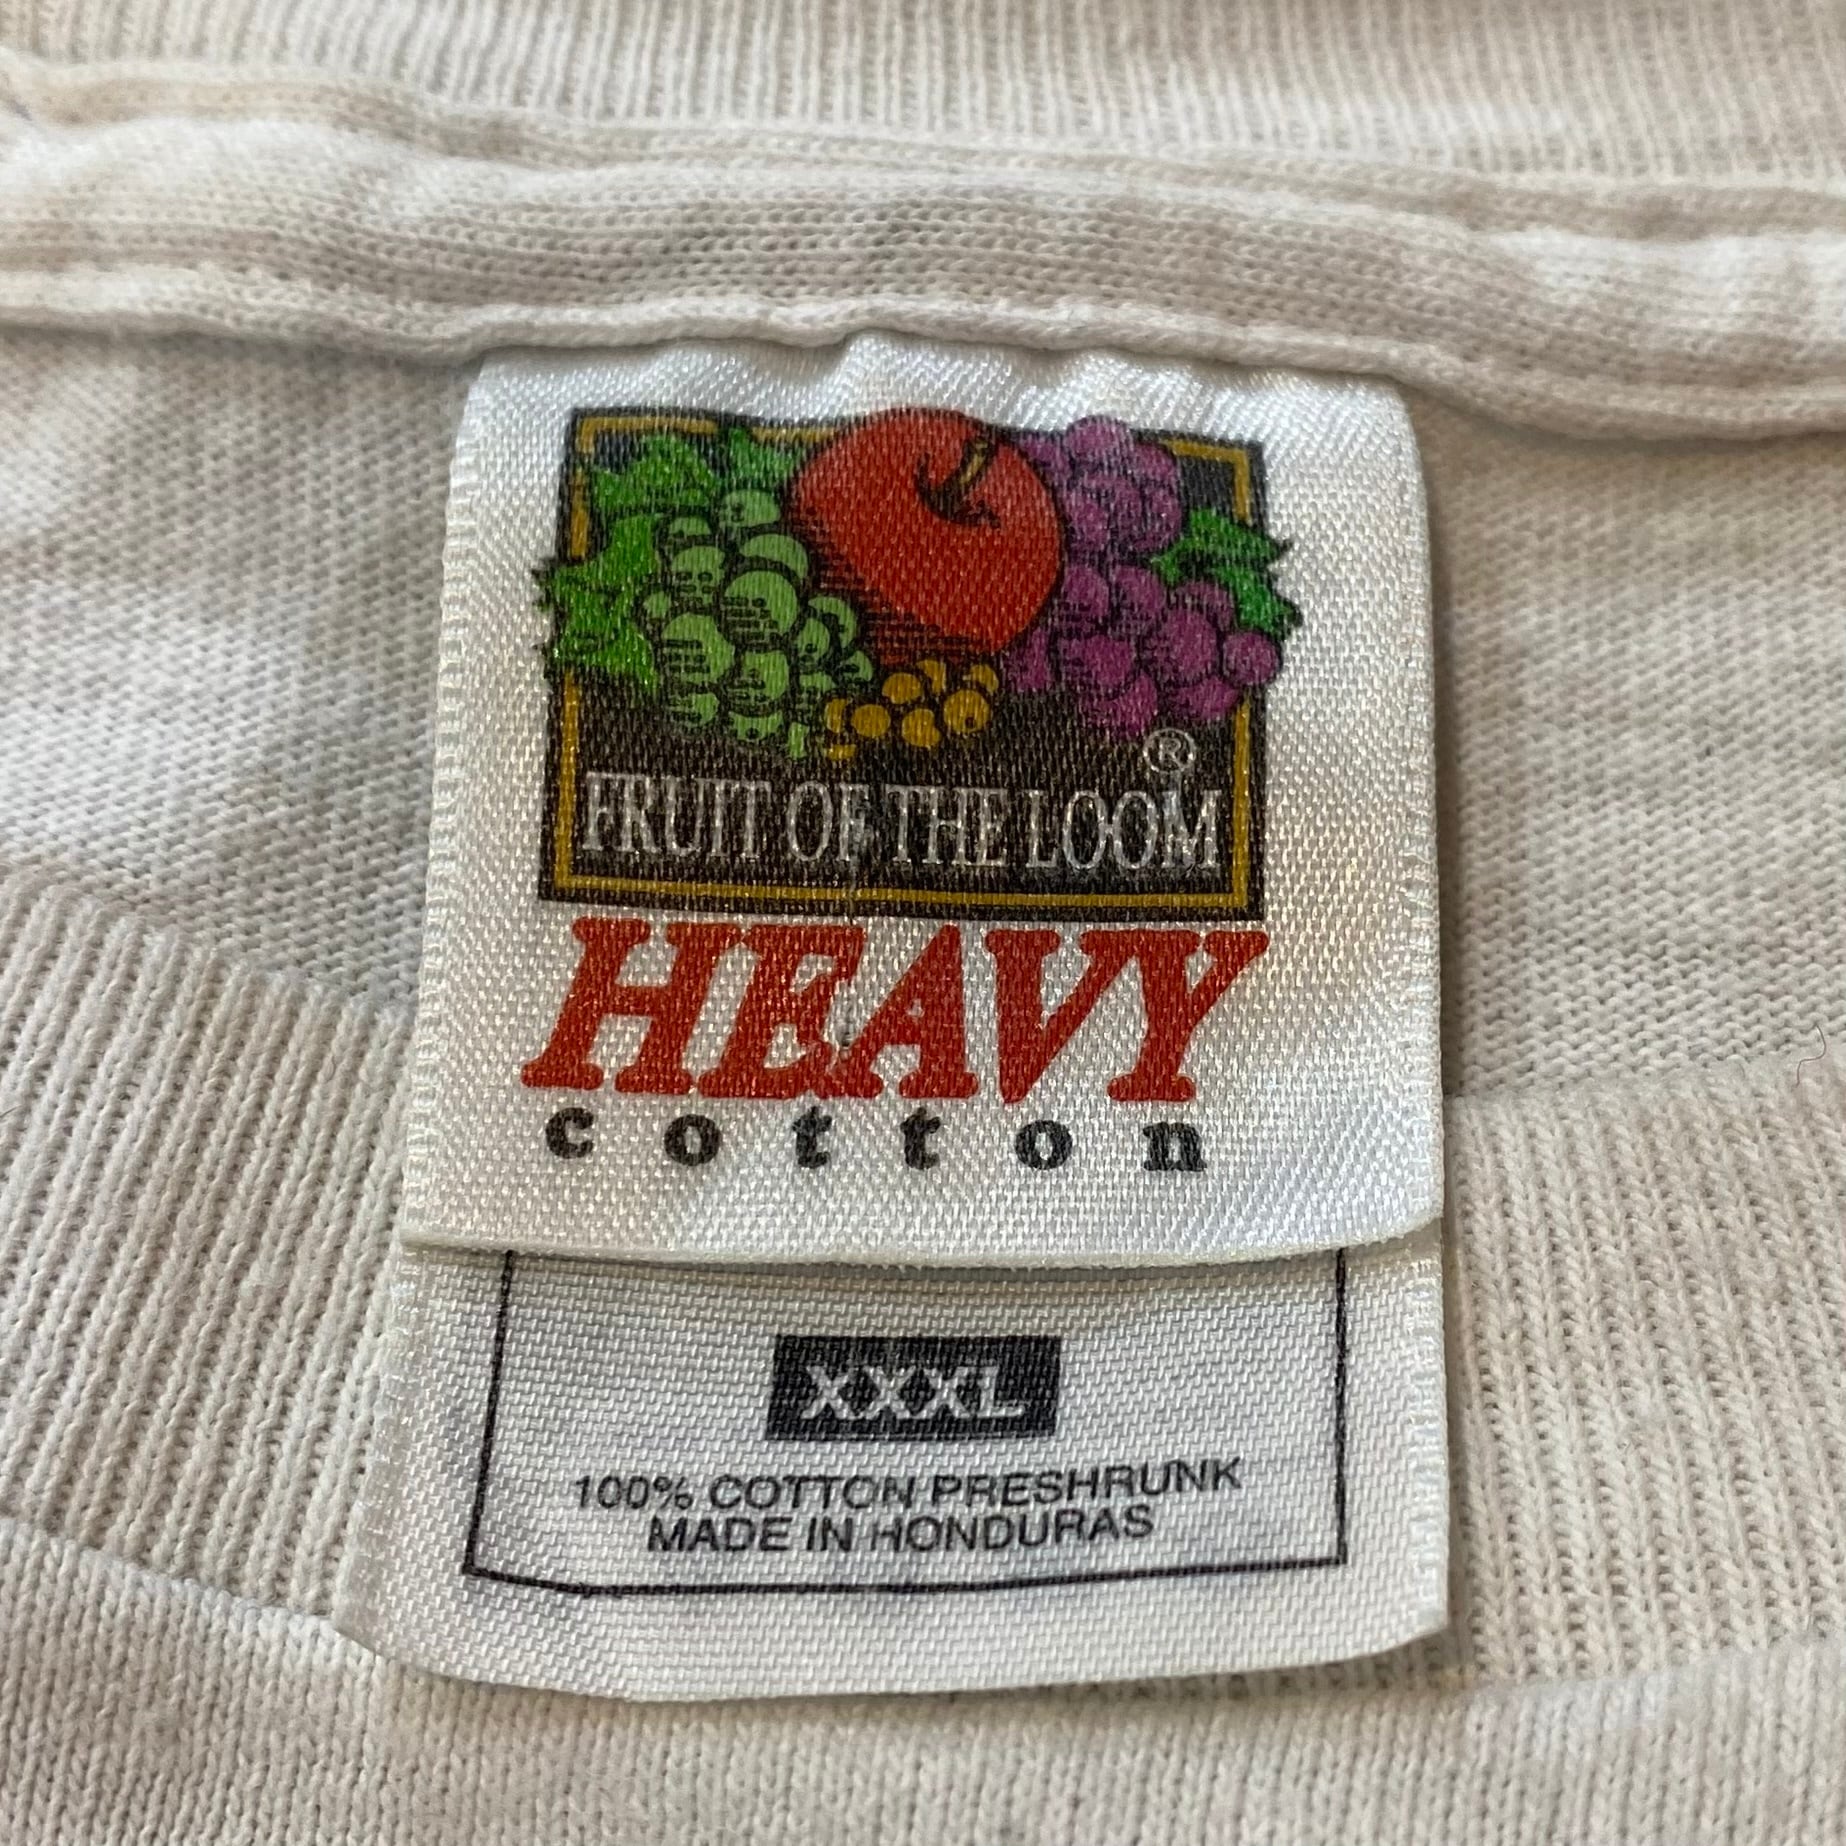 ®
FRUIT OF THE LOOM
HEAVY
cotton
XXXL
100% COTTON PRESHRUNK
MADE IN HONDURAS